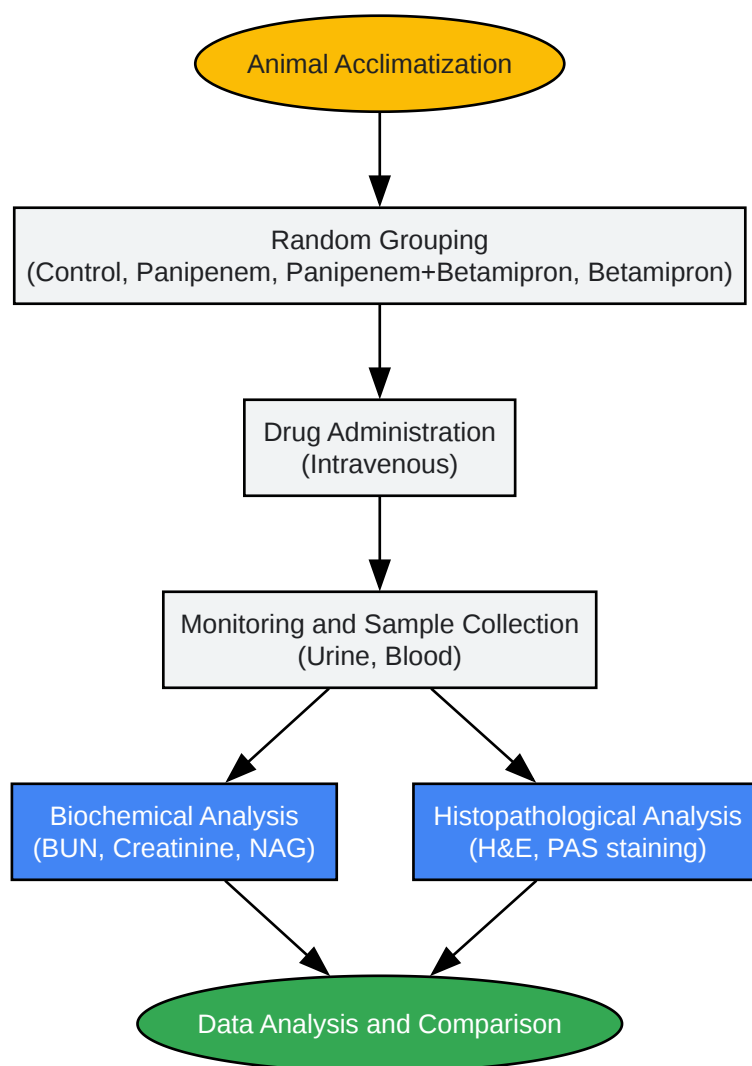 Animal Acclimatization
Random Grouping
(Control, Panipenem, Panipenem+Betamipron, Betamipron)
Drug Administration
(Intravenous)
Monitoring and Sample Collection
(Urine, Blood)
Biochemical Analysis
(BUN, Creatinine, NAG)
Histopathological Analysis
(H&E, PAS staining)
Data Analysis and Comparison